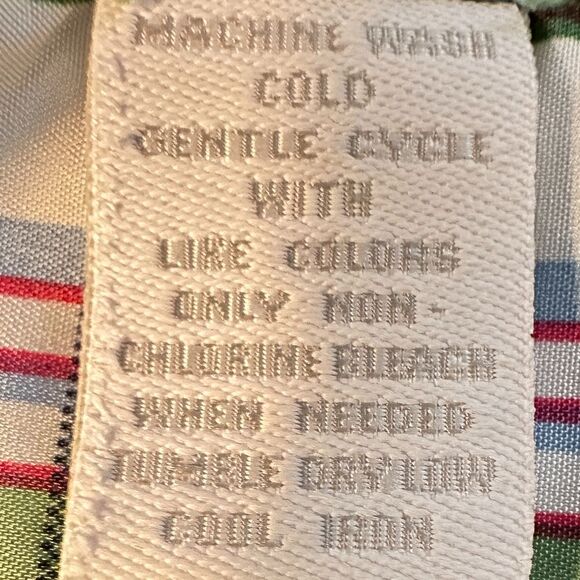 MACHINE WASH
COLD
GENTLE CYCLE
WITH
LIKE COLORS
ONLY NON-
CHLORINE BLEACH
WHEN NEEDED
TUMBLE DRY LOW
COOL IRON